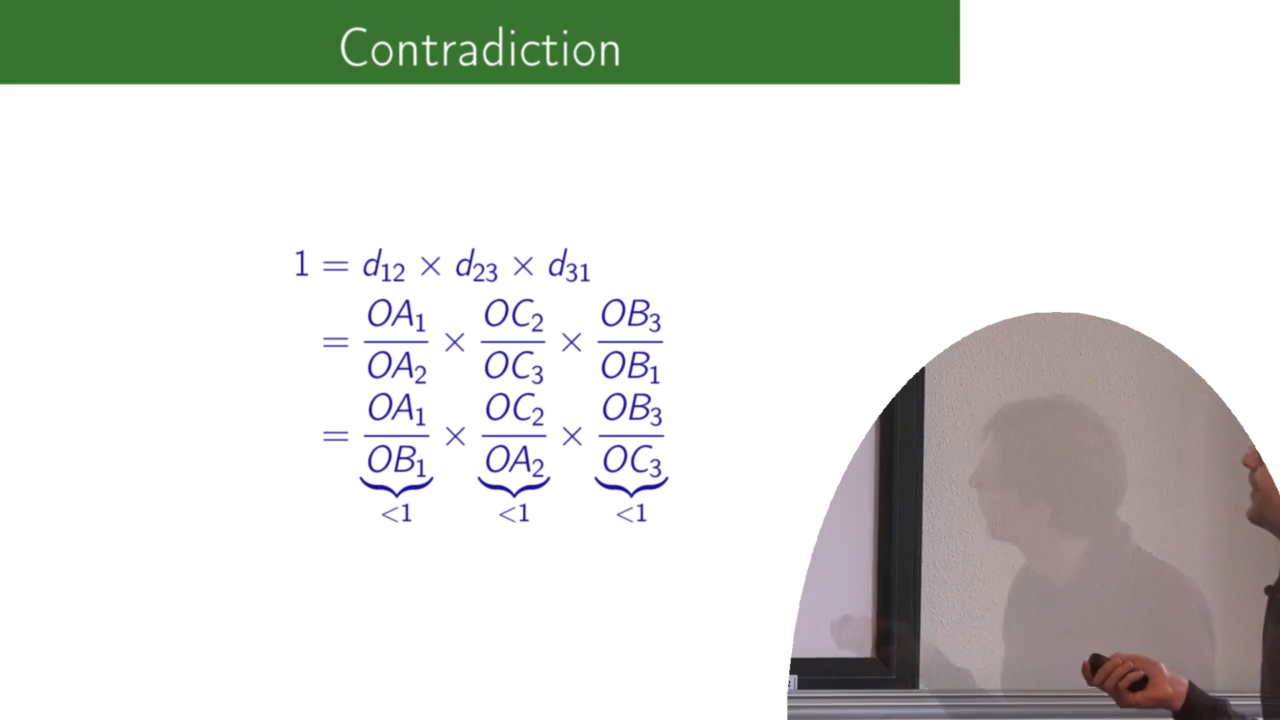 Contradiction
1 = d₁₂ × d₂₃ × d₃₁
= OA₁/OA₂ × OC₂/OC₃ × OB₃/OB₁
= OA₁/OB₁ × OC₂/OA₂ × OB₃/OC₃
<1 <1 <1